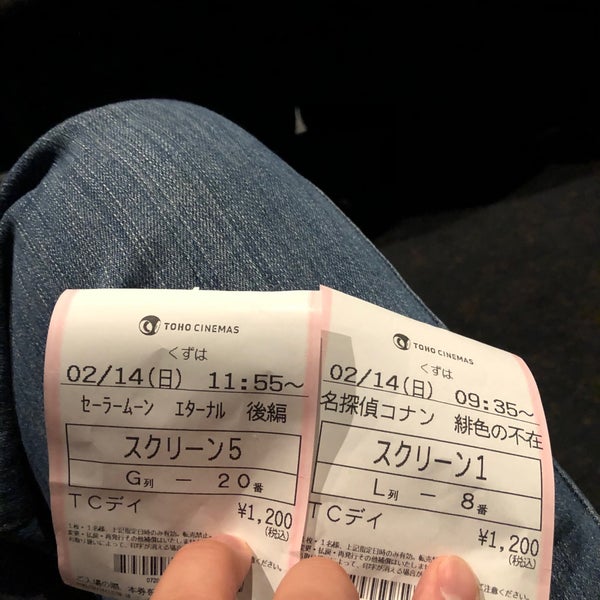 TOHO CINEMAS
くずは
02/14(日) 11:55～
セーラームーン エターナル 後編
スクリーン5
G列 － 20番
TCデイ
¥1,200
(税込)
TOHO CINEMAS
くずは
02/14(日) 09:35～
名探偵コナン 緋色の不在
スクリーン1
L列 － 8番
TCデイ
¥1,200
(税込)